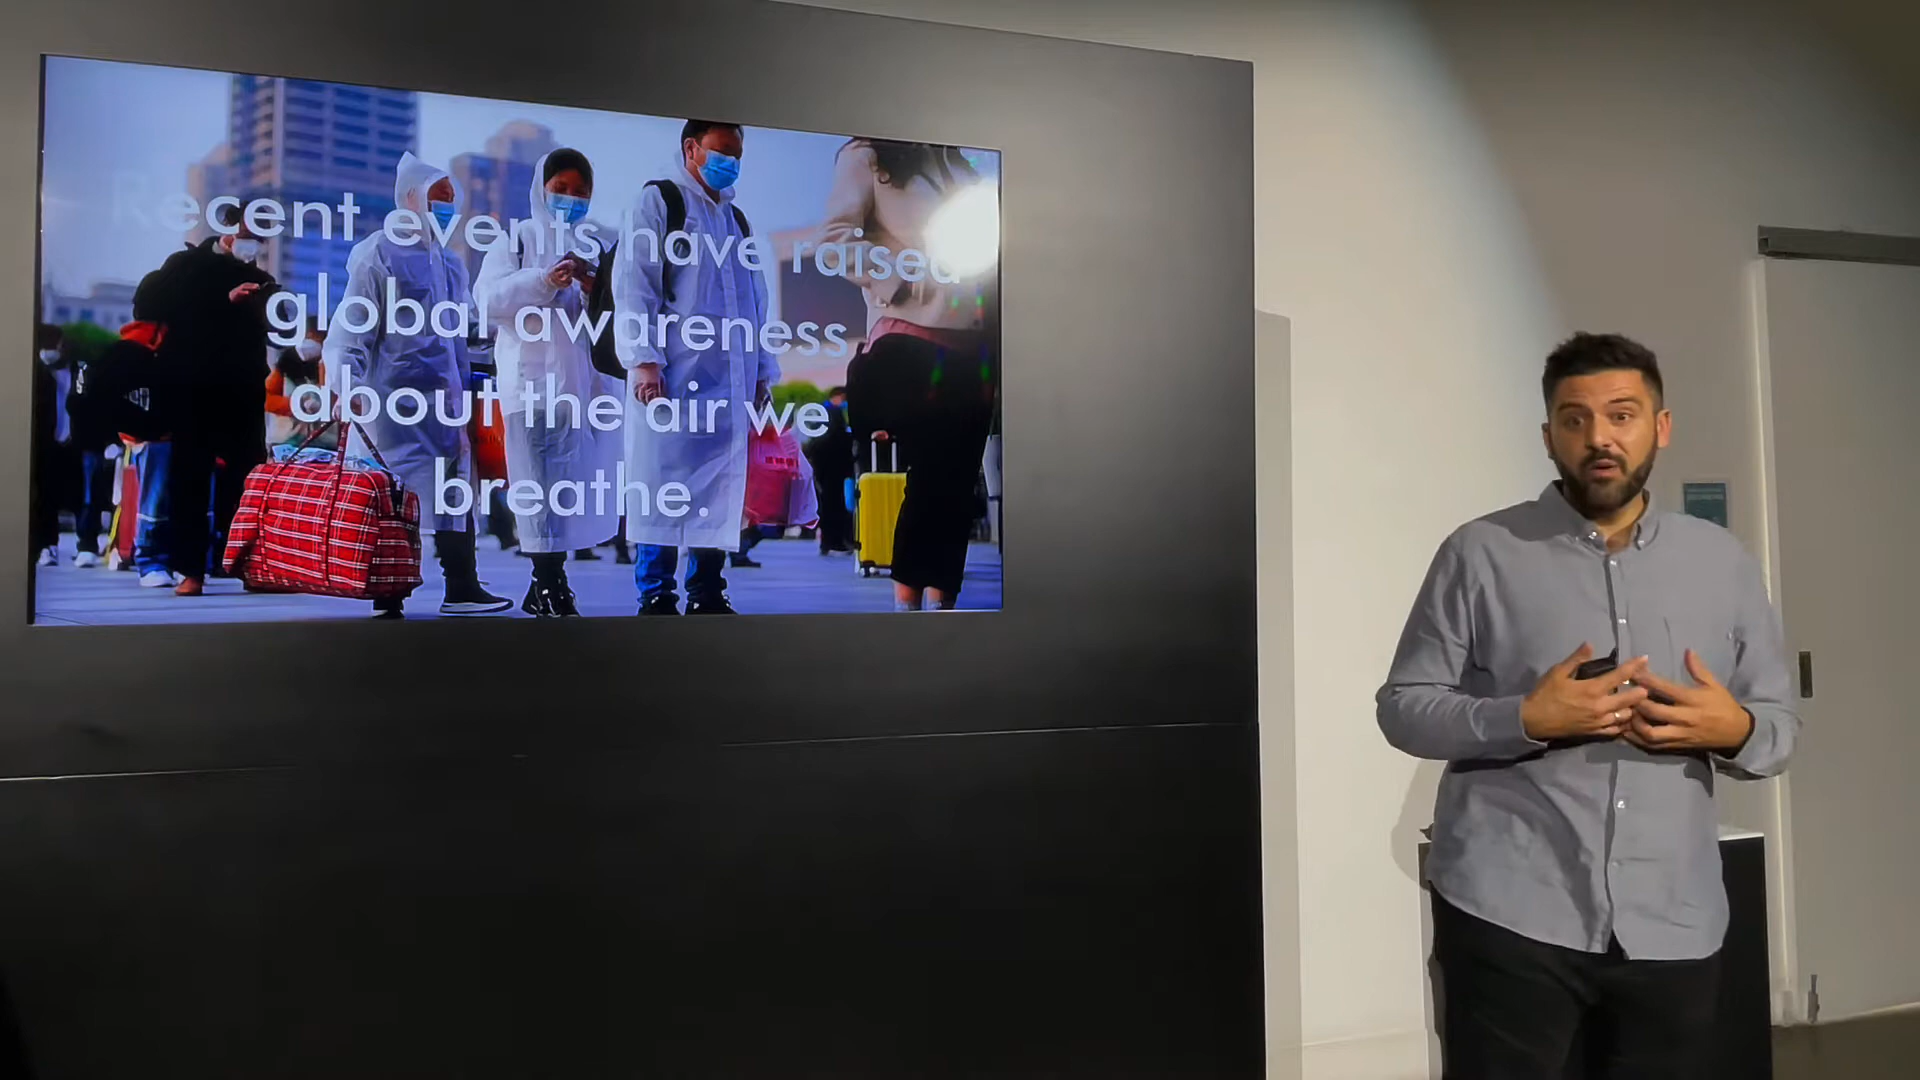 Recent events have raised
global awareness
about the air we
breathe.